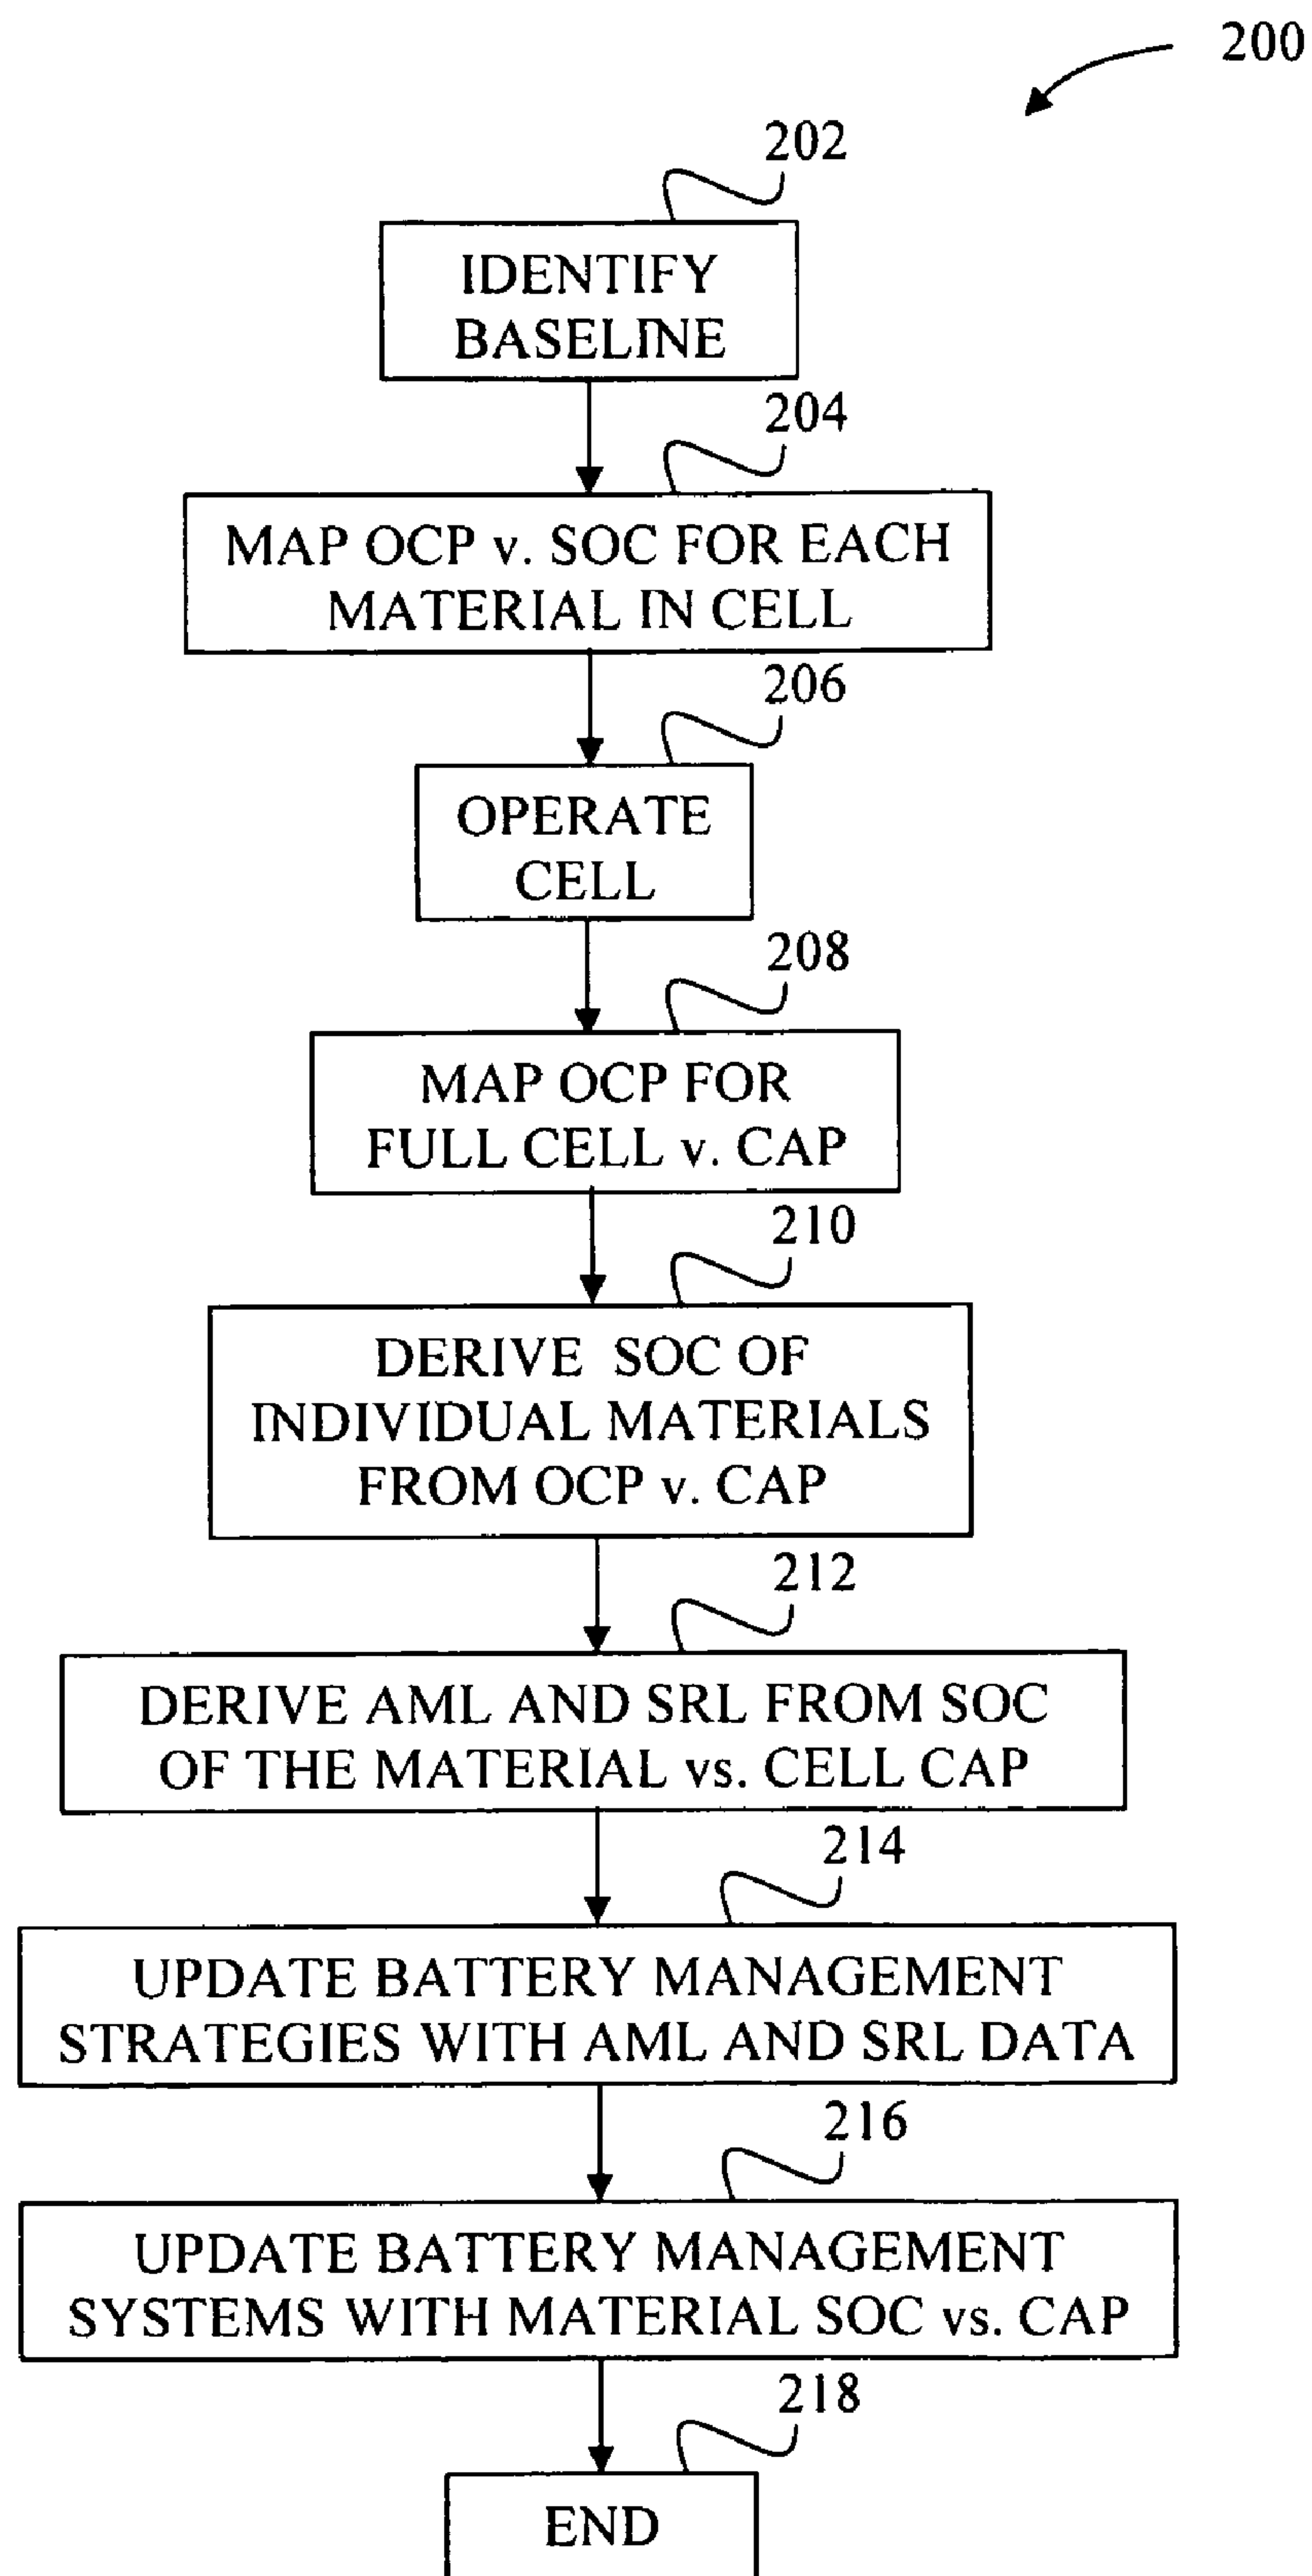 200
202
IDENTIFY
BASELINE
204
MAP OCP v. SOC FOR EACH
MATERIAL IN CELL
206
OPERATE
CELL
208
MAP OCP FOR
FULL CELL v. CAP
210
DERIVE SOC OF
INDIVIDUAL MATERIALS
FROM OCP v. CAP
212
DERIVE AML AND SRL FROM SOC
OF THE MATERIAL vs. CELL CAP
214
UPDATE BATTERY MANAGEMENT
STRATEGIES WITH AML AND SRL DATA
216
UPDATE BATTERY MANAGEMENT
SYSTEMS WITH MATERIAL SOC vs. CAP
218
END